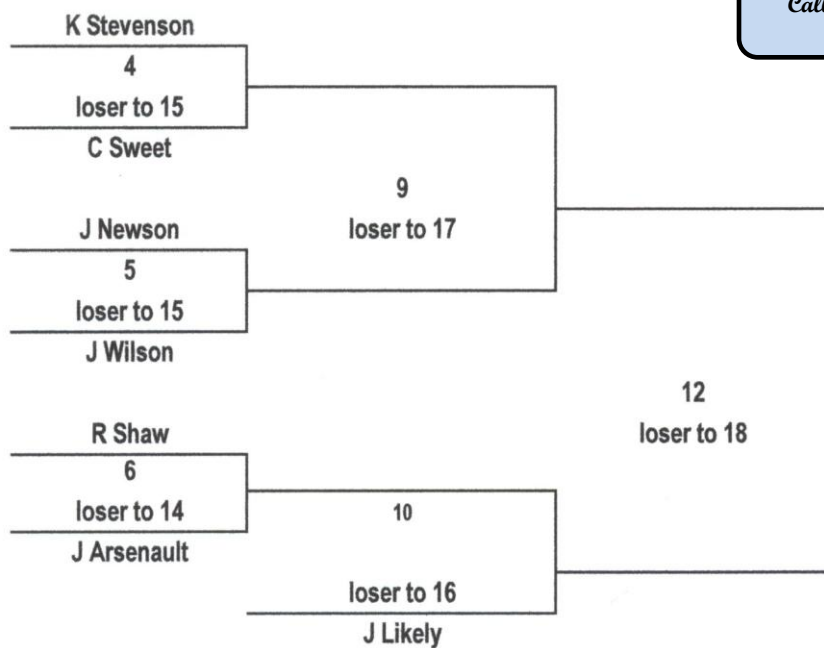 Call
K Stevenson
4
loser to 15
C Sweet
9
loser to 17
J Newson
5
loser to 15
J Wilson
12
loser to 18
R Shaw
6
loser to 14
J Arsenault
10
loser to 16
J Likely